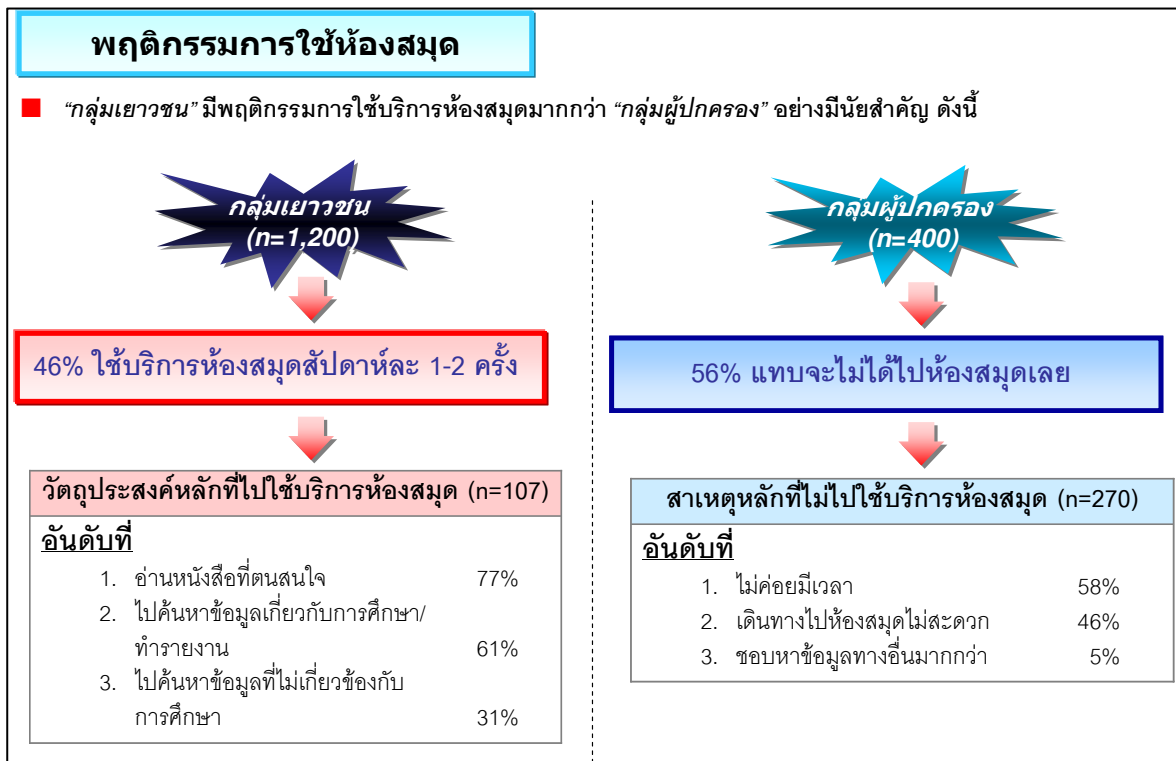 พฤติกรรมการใช้ห้องสมุด
“กลุ่มเยาวชน” มีพฤติกรรมการใช้บริการห้องสมุดมากกว่า “กลุ่มผู้ปกครอง” อย่างมีนัยสำคัญ ดังนี้
กลุ่มเยาวชน
(n=1,200)
46% ใช้บริการห้องสมุดสัปดาห์ละ 1-2 ครั้ง
วัตถุประสงค์หลักที่ไปใช้บริการห้องสมุด (n=107)
อันดับที่
1. อ่านหนังสือที่ตนสนใจ 77%
2. ไปค้นหาข้อมูลเกี่ยวกับการศึกษา/
ทำรายงาน 61%
3. ไปค้นหาข้อมูลที่ไม่เกี่ยวข้องกับ
การศึกษา 31%
กลุ่มผู้ปกครอง
(n=400)
56% แทบจะไม่ได้ไปห้องสมุดเลย
สาเหตุหลักที่ไม่ไปใช้บริการห้องสมุด (n=270)
อันดับที่
1. ไม่ค่อยมีเวลา 58%
2. เดินทางไปห้องสมุดไม่สะดวก 46%
3. ชอบหาข้อมูลทางอื่นมากกว่า 5%